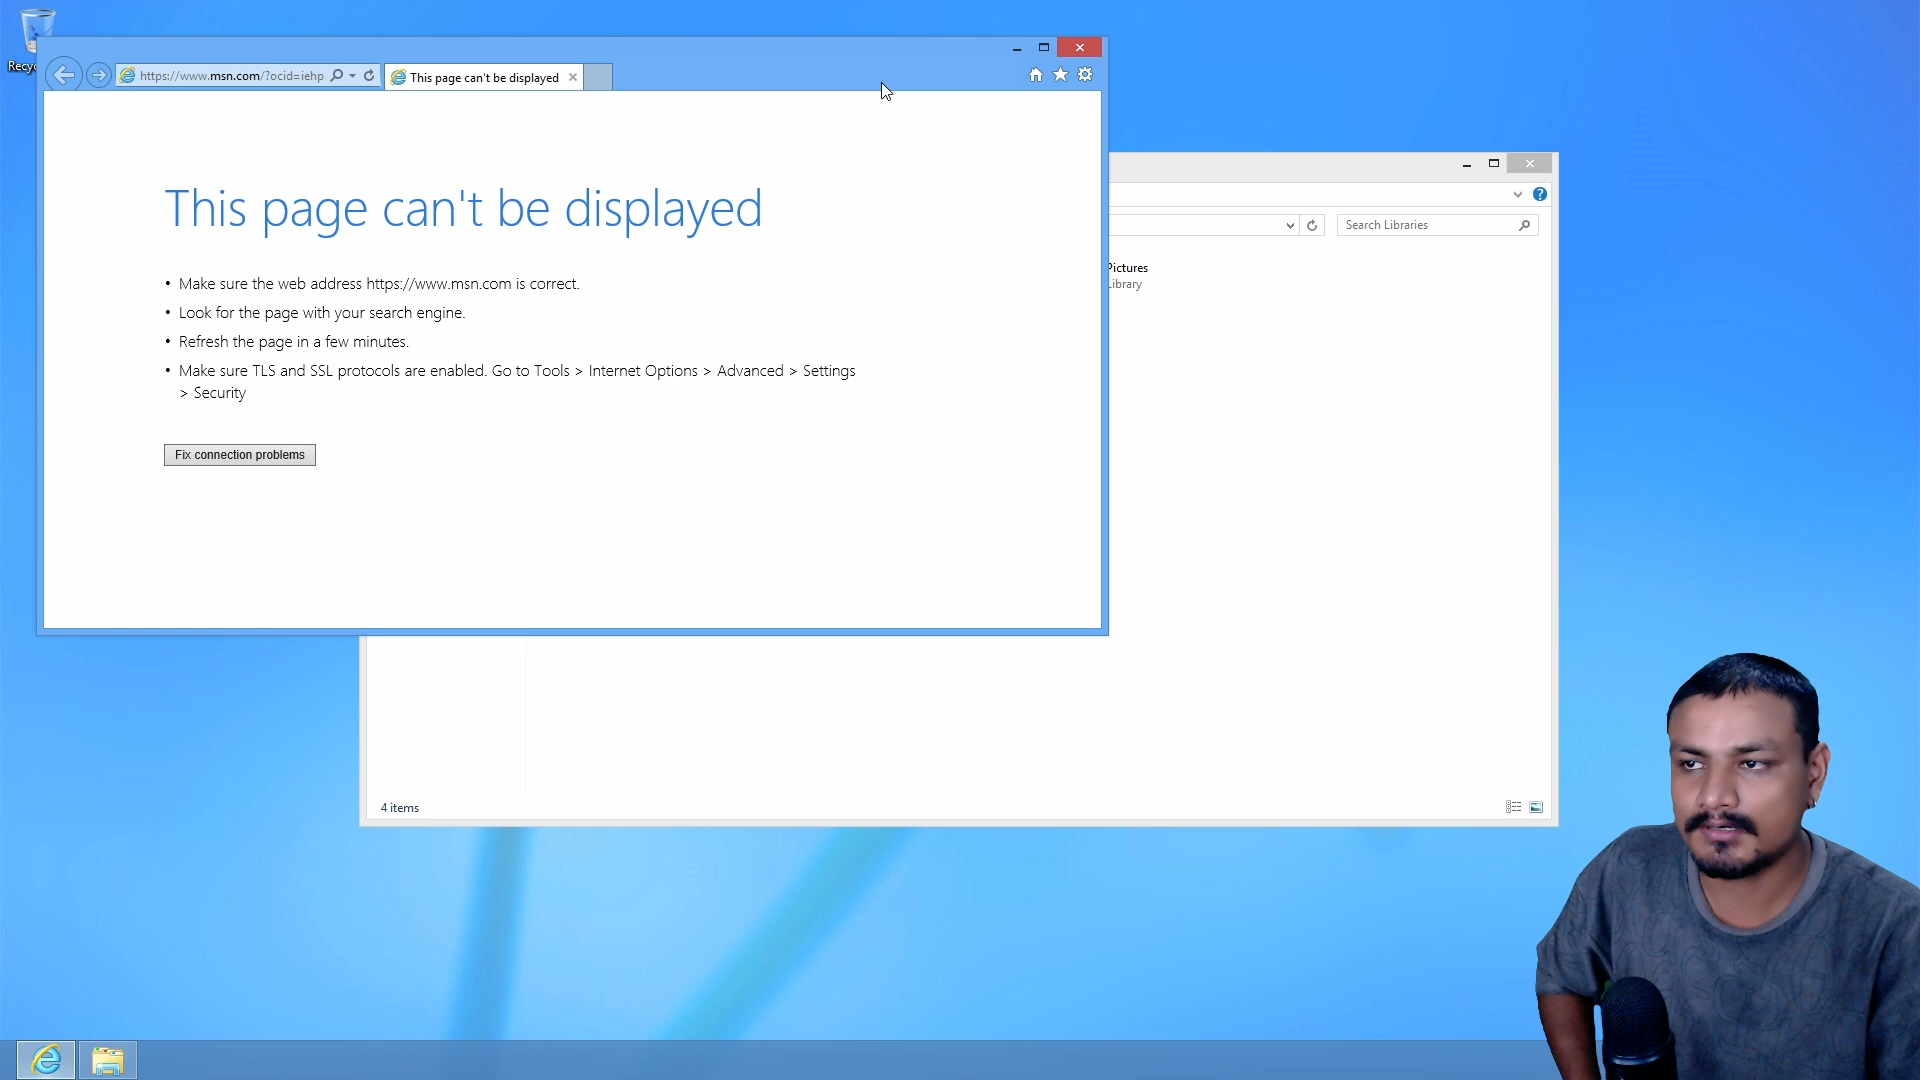 Recyc
https://www.msn.com/?ocid=iehp
This page can't be displayed
This page can't be displayed
• Make sure the web address https://www.msn.com is correct.
• Look for the page with your search engine.
• Refresh the page in a few minutes.
• Make sure TLS and SSL protocols are enabled. Go to Tools > Internet Options > Advanced > Settings
> Security
Fix connection problems
Search Libraries
Pictures
Library
4 items